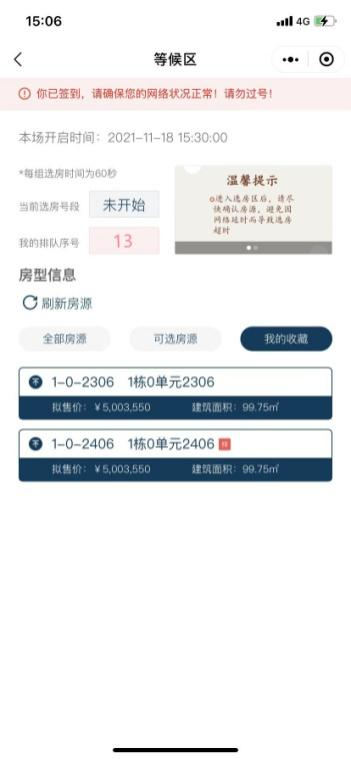 15:06
4G
等候区
你已签到，请确保您的网络状况正常！请勿过号！
本场开启时间：2021-11-18 15:30:00
*每组选房时间为60秒
当前选房号段 未开始
我的排队序号 13
温馨提示
进入选房区后，请尽
快确认房源，避免因
网络延时而导致选房
超时
房型信息
刷新房源
全部房源 可选房源 我的收藏
1-0-2306 1栋0单元2306
拟售价：￥5,003,550 建筑面积：99.75㎡
1-0-2406 1栋0单元2406
拟售价：￥5,003,550 建筑面积：99.75㎡